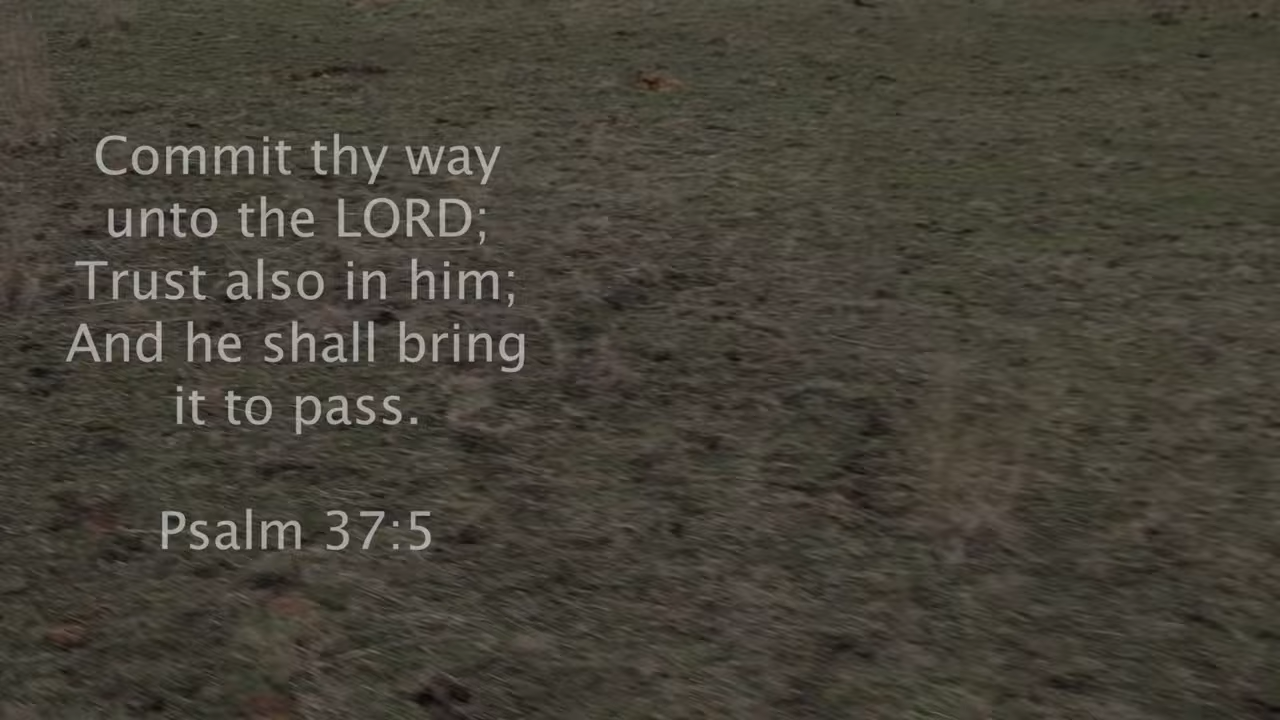 Commit thy way
unto the LORD;
Trust also in him;
And he shall bring
it to pass.
Psalm 37:5